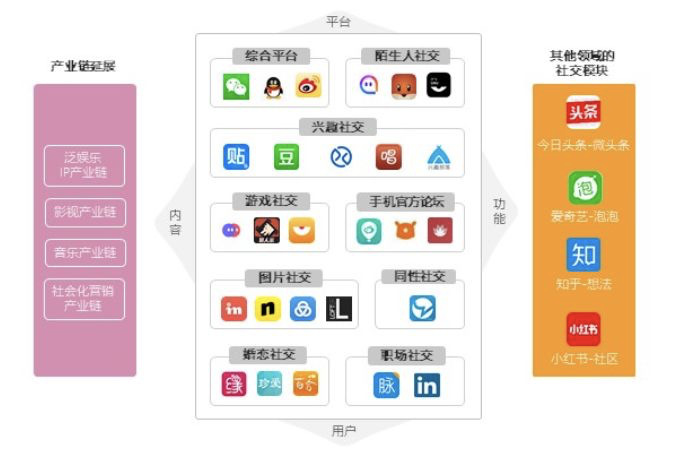 平台
产业链延展
泛娱乐
IP产业链
影视产业链
音乐产业链
社会化营销
产业链
内容
综合平台
陌生人社交
兴趣社交
贴
豆
唱
兴趣部落
游戏社交
手机官方论坛
图片社交
in
n
LOFT
同性社交
婚恋社交
缘
珍爱
百合
职场社交
脉
in
用户
功能
其他领域的
社交模块
头条
今日头条-微头条
泡
爱奇艺-泡泡
知
知乎-想法
小红书
小红书-社区